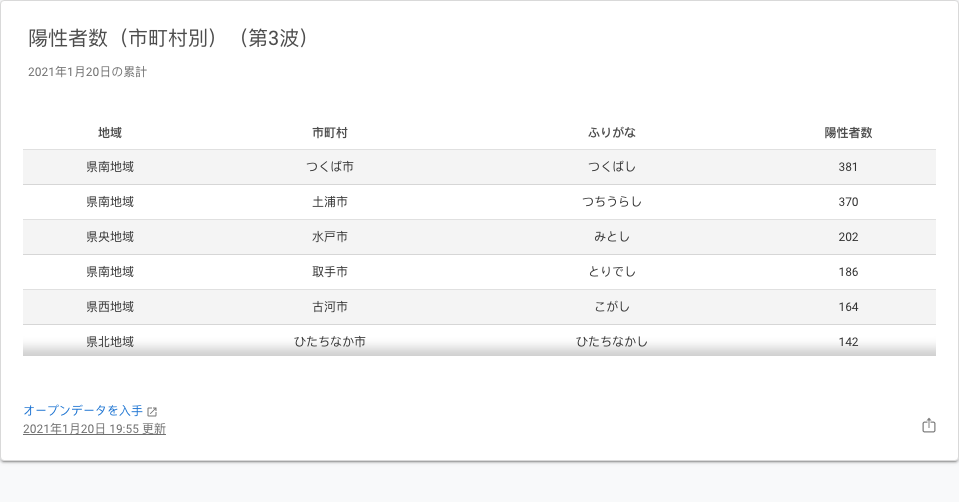 陽性者数（市町村別）（第3波）
2021年1月20日の累計
地域 市町村 ふりがな 陽性者数
県南地域 つくば市 つくばし 381
県南地域 土浦市 つちうらし 370
県央地域 水戸市 みとし 202
県南地域 取手市 とりでし 186
県西地域 古河市 こがし 164
県北地域 ひたちなか市 ひたちなかし 142
オープンデータを入手
2021年1月20日 19:55 更新